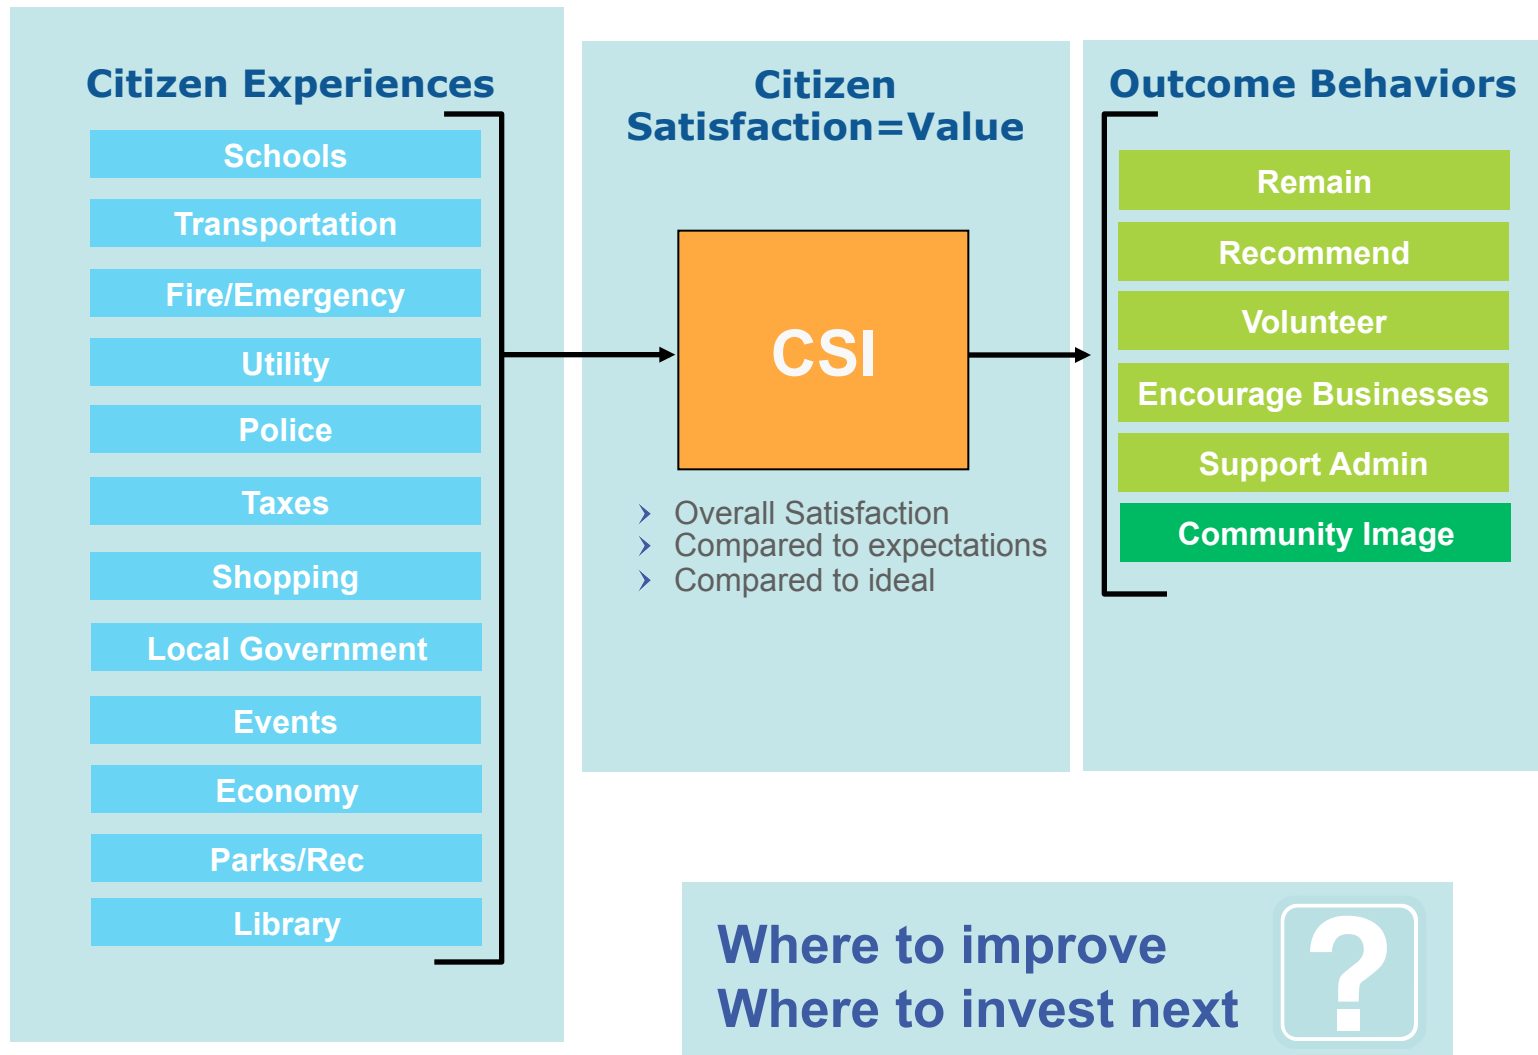 Citizen Experiences
Schools
Transportation
Fire/Emergency
Utility
Police
Taxes
Shopping
Local Government
Events
Economy
Parks/Rec
Library
Citizen
Satisfaction=Value
CSI
Overall Satisfaction
Compared to expectations
Compared to ideal
Outcome Behaviors
Remain
Recommend
Volunteer
Encourage Businesses
Support Admin
Community Image
Where to improve
Where to invest next
?